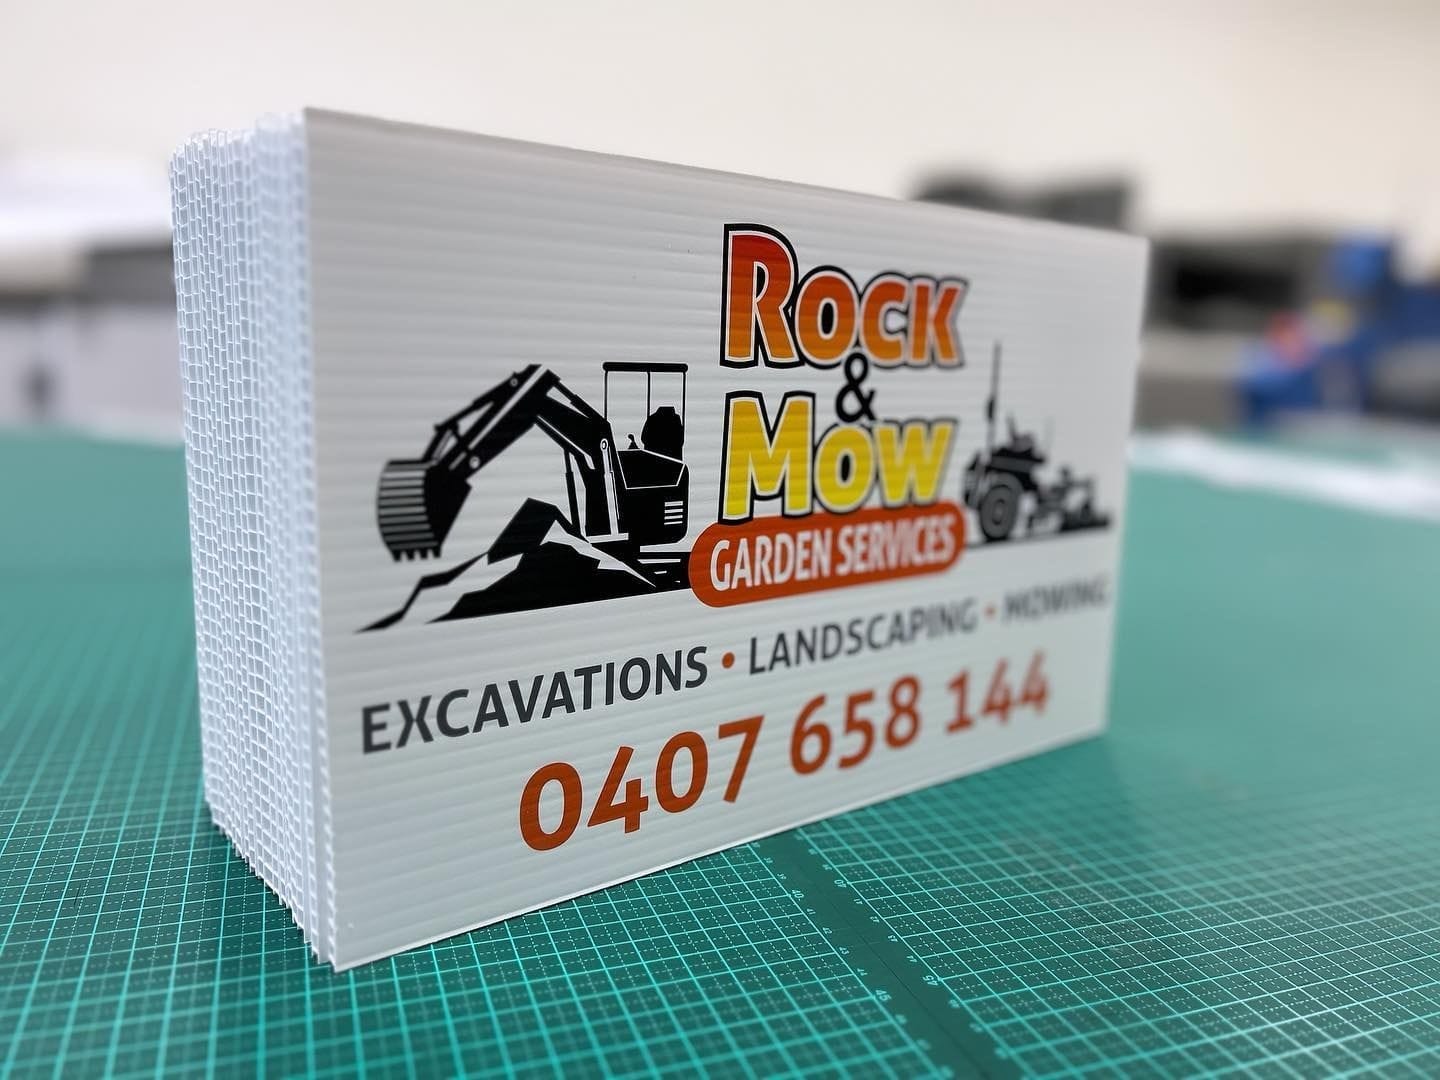 Rock
&
Mow
GARDEN SERVICES
EXCAVATIONS • LANDSCAPING • MOWING
0407 658 144